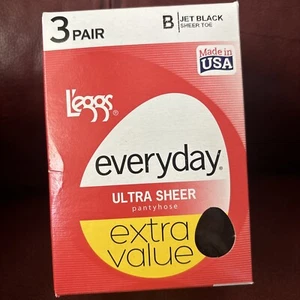 3 PAIR
B JET BLACK
SHEER TOE
Made in
USA
L'eggs®
everyday®
ULTRA SHEER
pantyhose
extra
value